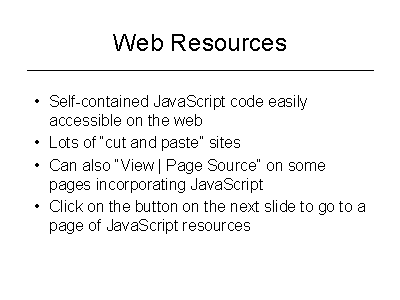 Web Resources
• Self-contained JavaScript code easily
accessible on the web
• Lots of “cut and paste” sites
• Can also “View | Page Source” on some
pages incorporating JavaScript
• Click on the button on the next slide to go to a
page of JavaScript resources